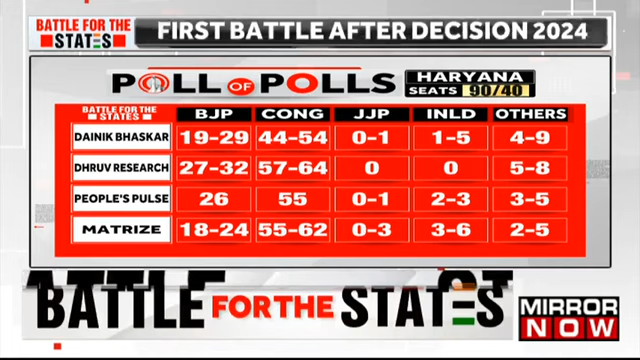 BATTLE FOR THE
STATES
FIRST BATTLE AFTER DECISION 2024
POLL OF POLLS
HARYANA
SEATS 90/40
BATTLE FOR THE
STATES
BJP CONG JJP INLD OTHERS
DAINIK BHASKAR 19-29 44-54 0-1 1-5 4-9
DHRUV RESEARCH 27-32 57-64 0 0 5-8
PEOPLE'S PULSE 26 55 0-1 2-3 3-5
MATRIZE 18-24 55-62 0-3 3-6 2-5
BATTLE FOR THE STATES
MIRROR
NOW